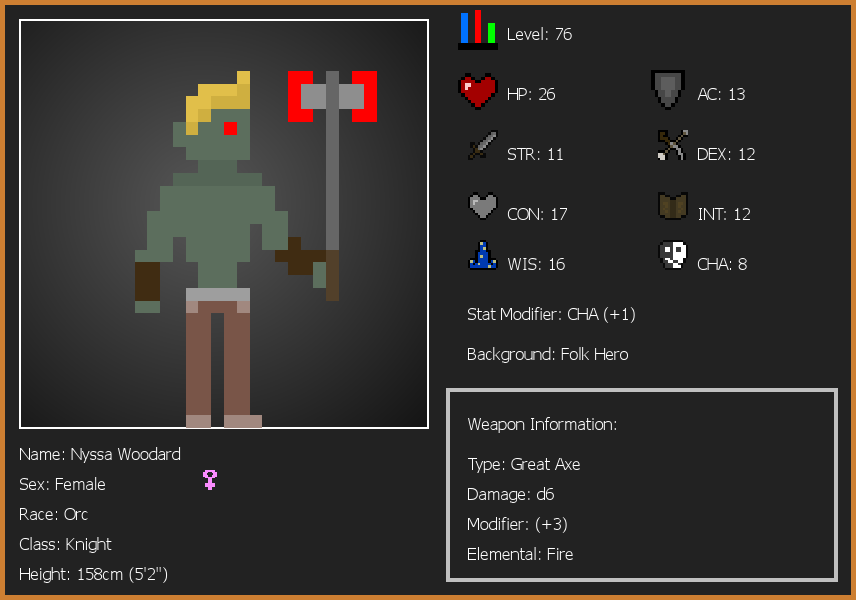 Level: 76
HP: 26
AC: 13
STR: 11
DEX: 12
CON: 17
INT: 12
WIS: 16
CHA: 8
Stat Modifier: CHA (+1)
Background: Folk Hero
Weapon Information:
Type: Great Axe
Damage: d6
Modifier: (+3)
Elemental: Fire
Name: Nyssa Woodard
Sex: Female
Race: Orc
Class: Knight
Height: 158cm (5'2")